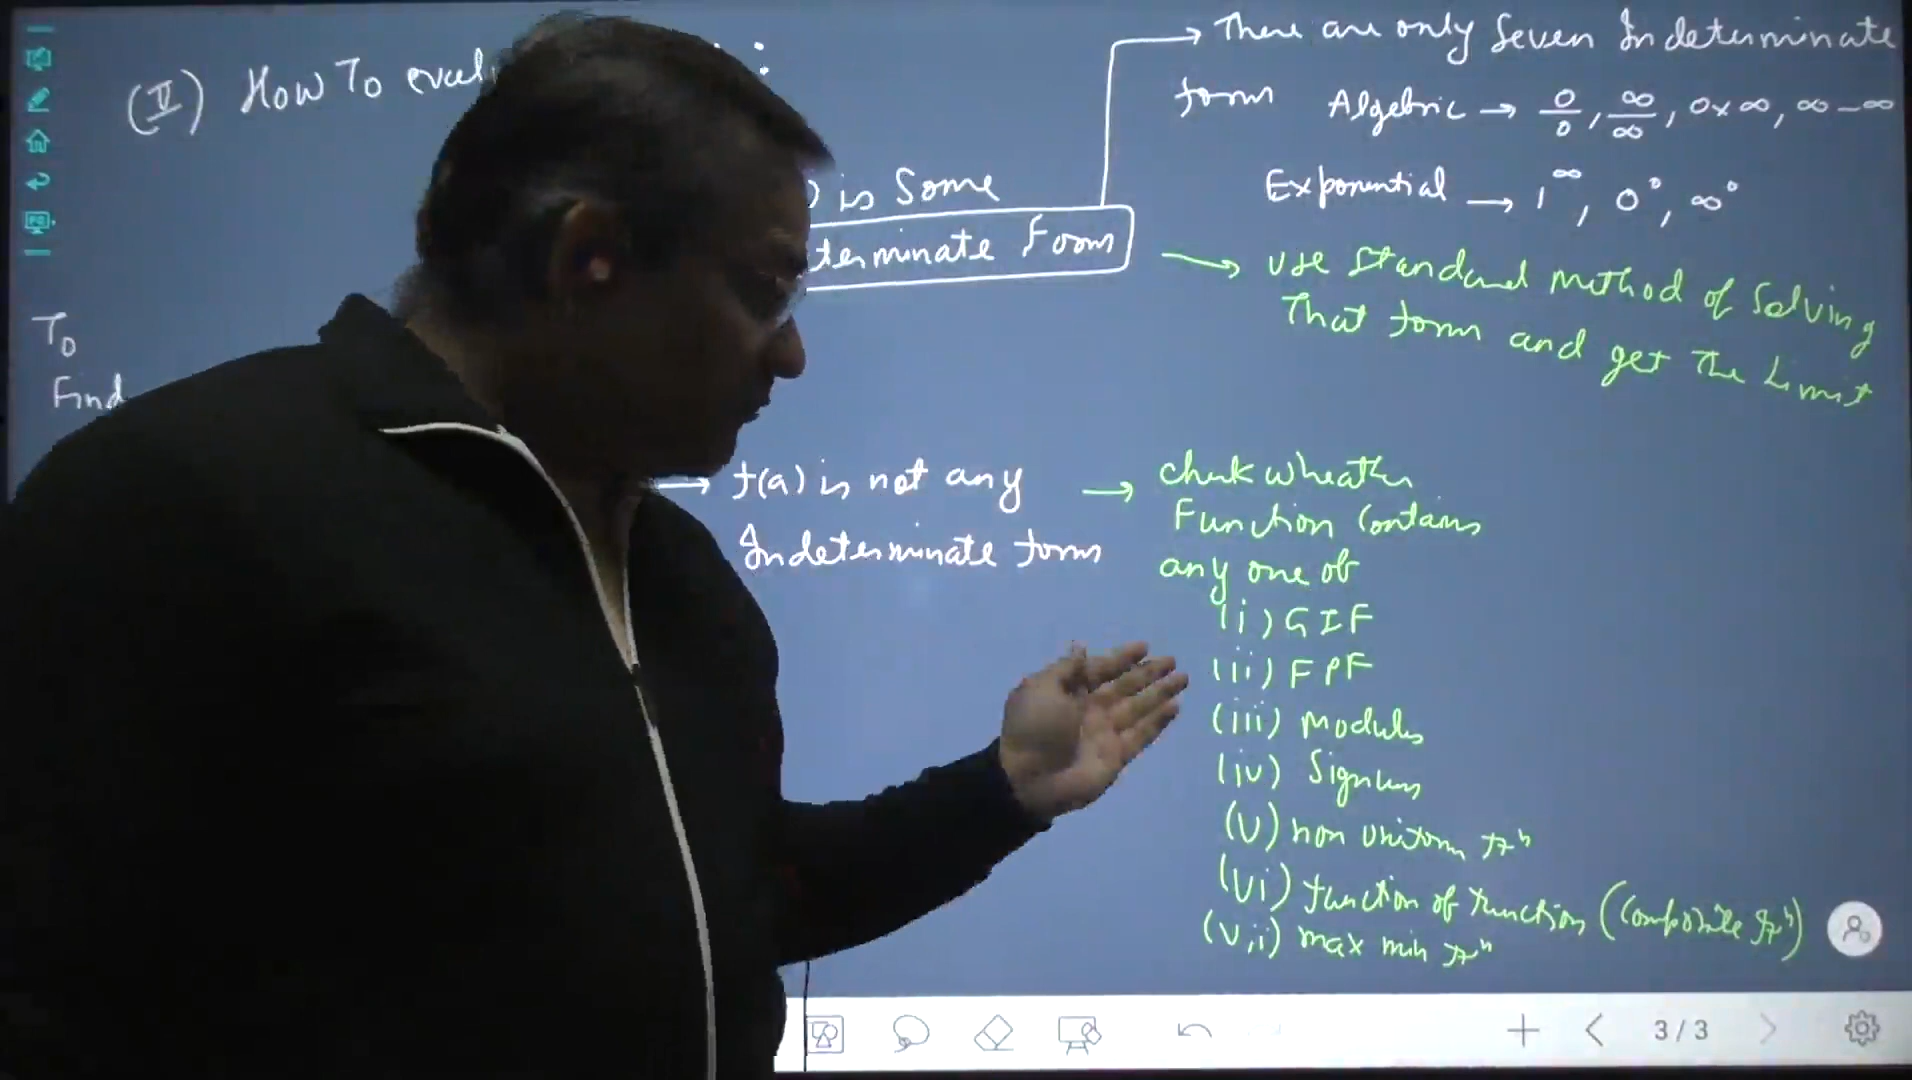 (V) How To eval :
There are only Seven Indeterminate
form Algebric → 0/0, ∞/∞, 0×∞, ∞-∞
Exponential → 1^∞, 0^0, ∞^0
) is Some
terminate Form
→ use standard method of Solving
That form and get The Limit
To
Find
→ f(a) is not any
Indeterminate form
→ check wheather
Function Contains
any one of
(i) GIF
(ii) FPF
(iii) Modulus
(iv) Signum
(v) non uniform fⁿ
(vi) function of function (Composite fⁿ)
(vii) max min fⁿ
3/3